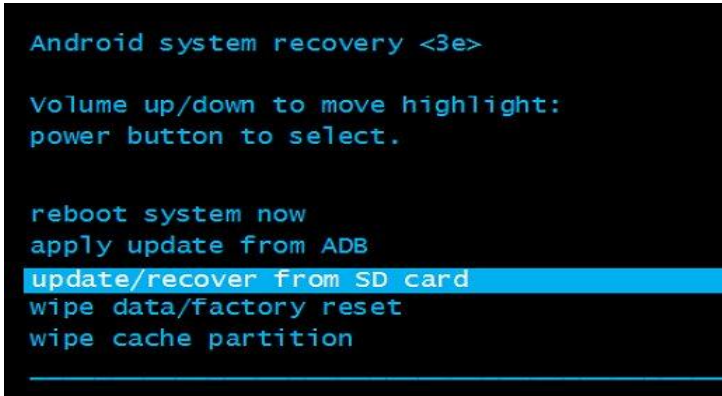 Android system recovery <3e>
Volume up/down to move highlight:
power button to select.
reboot system now
apply update from ADB
update/recover from SD card
wipe data/factory reset
wipe cache partition